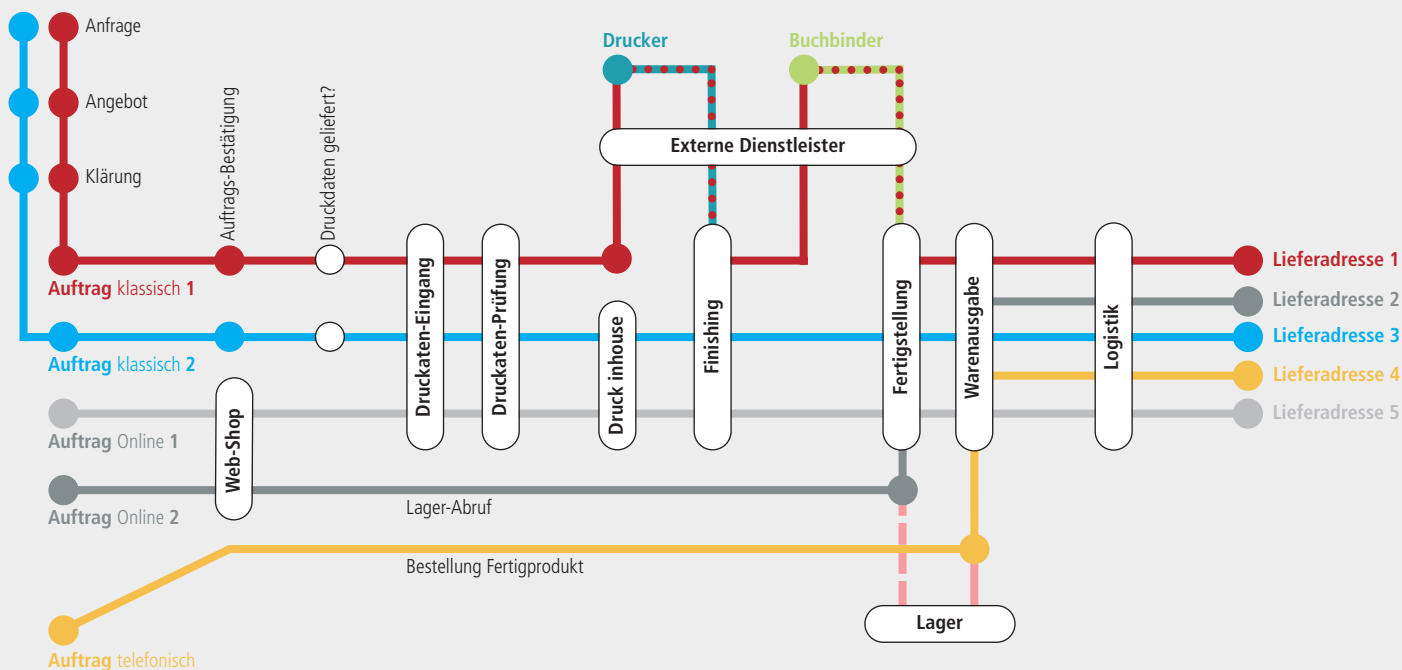 Anfrage
Angebot
Klärung
Auftrags-Bestätigung
Druckdaten geliefert?
Drucker
Buchbinder
Externe Dienstleister
Auftrag klassisch 1
Auftrag klassisch 2
Auftrag Online 1
Auftrag Online 2
Auftrag telefonisch
Web-Shop
Druckaten-Eingang
Druckaten-Prüfung
Druck inhouse
Finishing
Fertigstellung
Warenausgabe
Logistik
Lieferadresse 1
Lieferadresse 2
Lieferadresse 3
Lieferadresse 4
Lieferadresse 5
Lager-Abruf
Bestellung Fertigprodukt
Lager